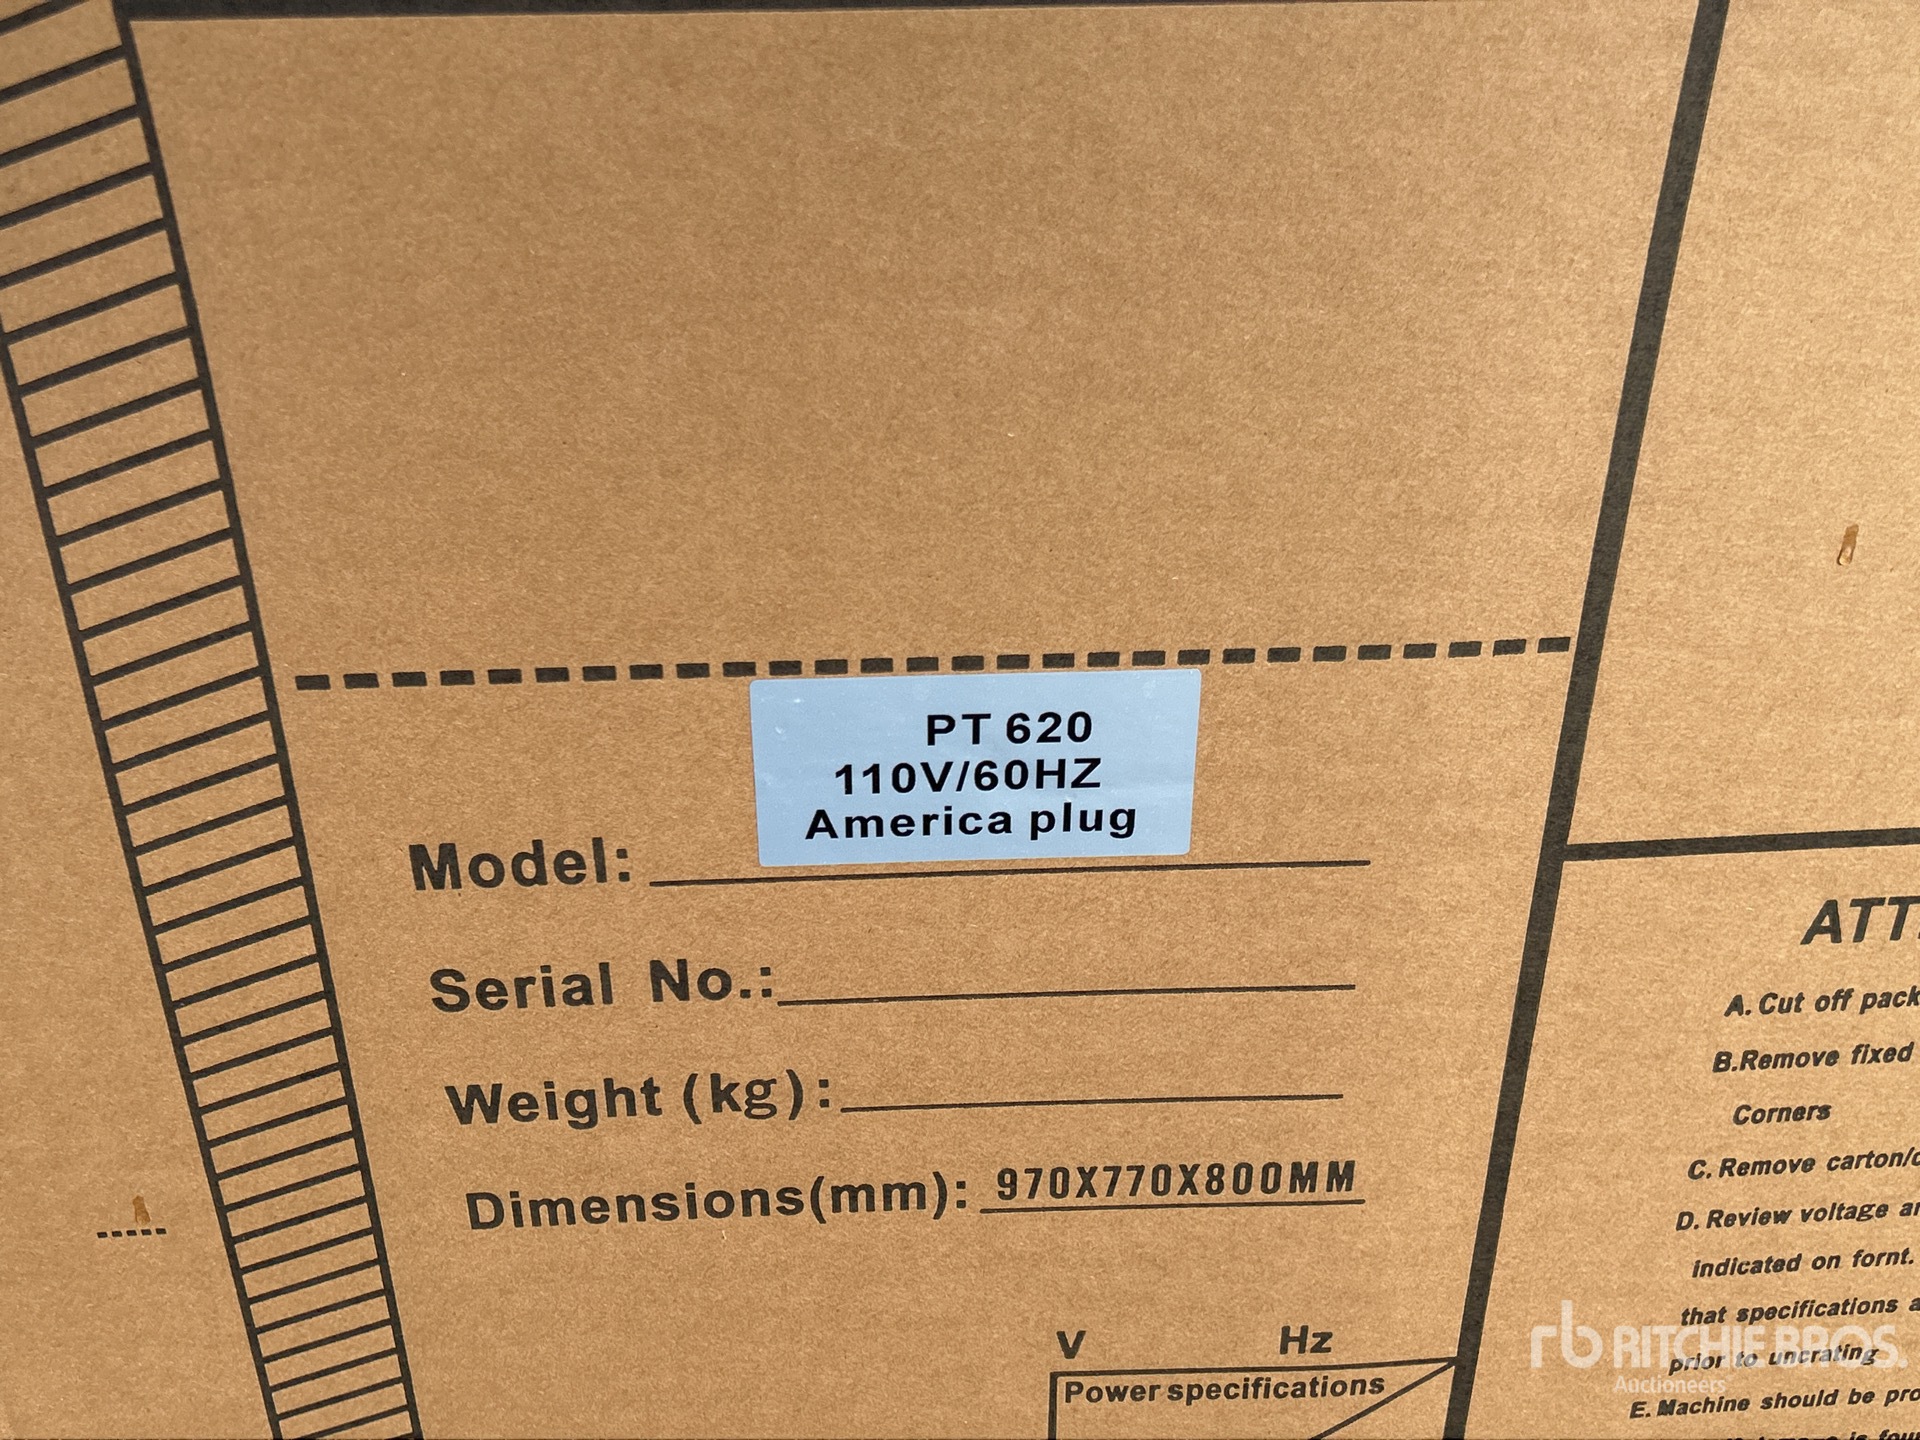 PT 620
110V/60HZ
America plug
Model:
Serial No.:
Weight (kg):
Dimensions(mm): 970X770X800MM
V Hz
Power specifications
ATT
A. Cut off pack
B.Remove fixed
Corners
C. Remove carton/
D. Review voltage
indicated on fornt.
that specifications
prior to uncrating
E. Machine should be pro
rb RITCHIE BROS.
Auctioneers